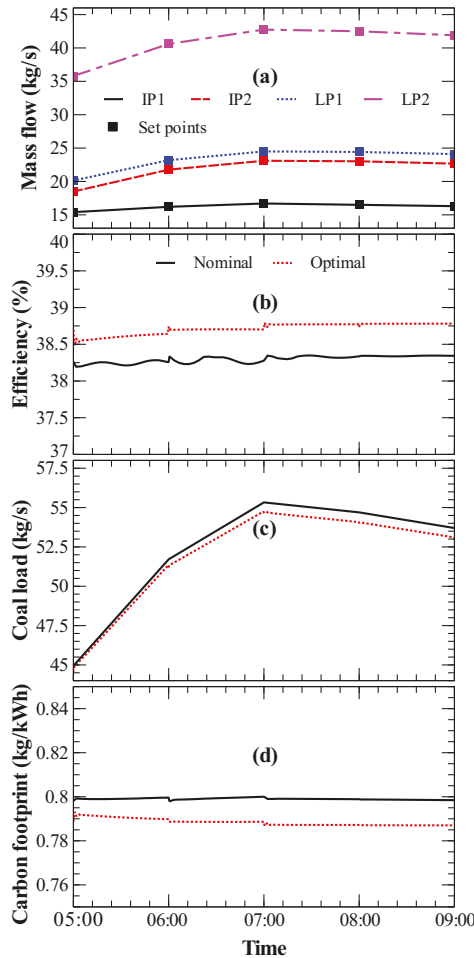 45
40
35
30
25
20
15
Mass flow (kg/s)
(a)
IP1 IP2 LP1 LP2
Set points
40
39.5
39
38.5
38
37.5
37
Efficiency (%)
Nominal Optimal
(b)
57.5
55
52.5
50
47.5
45
Coal load (kg/s)
(c)
0.84
0.82
0.8
0.78
0.76
Carbon footprint (kg/kWh)
(d)
05:00 06:00 07:00 08:00 09:00
Time